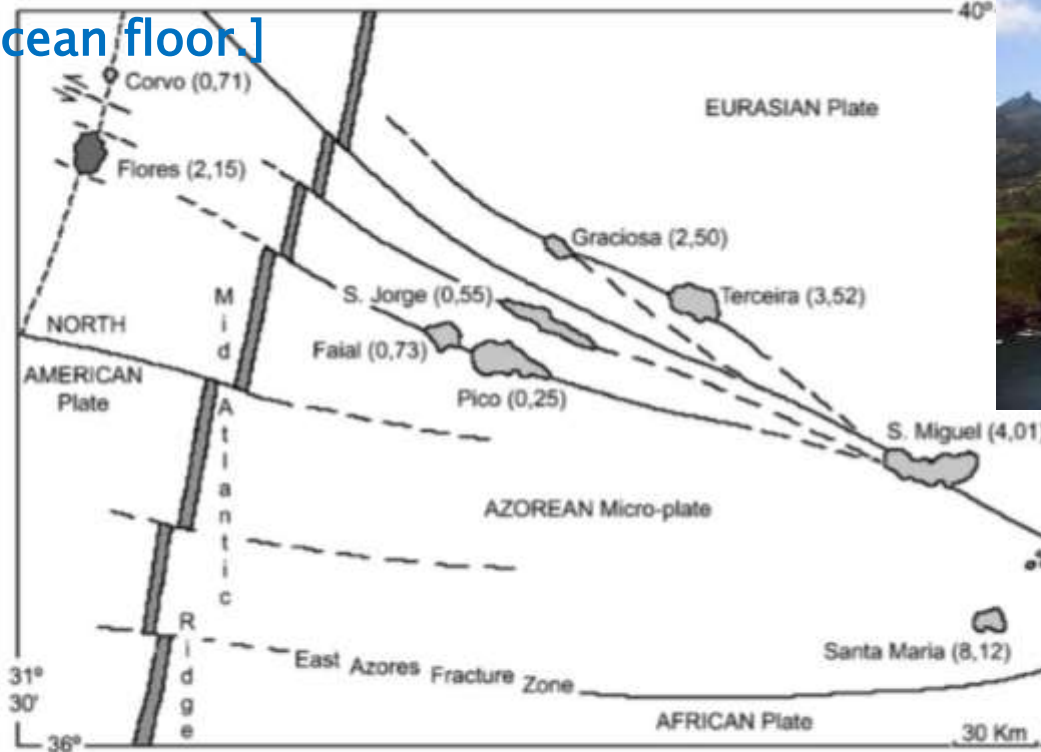 cean floor.]
40°
Corvo (0,71)
EURASIAN Plate
Flores (2,15)
Graciosa (2,50)
S. Jorge (0,55)
Terceira (3,52)
NORTH
AMERICAN
Plate
Faial (0,73)
Pico (0,25)
Mid Atlantic Ridge
S. Miguel (4,01)
AZOREAN Micro-plate
Santa Maria (8,12)
East Azores Fracture Zone
31°
30'
AFRICAN Plate
36°
30 Km